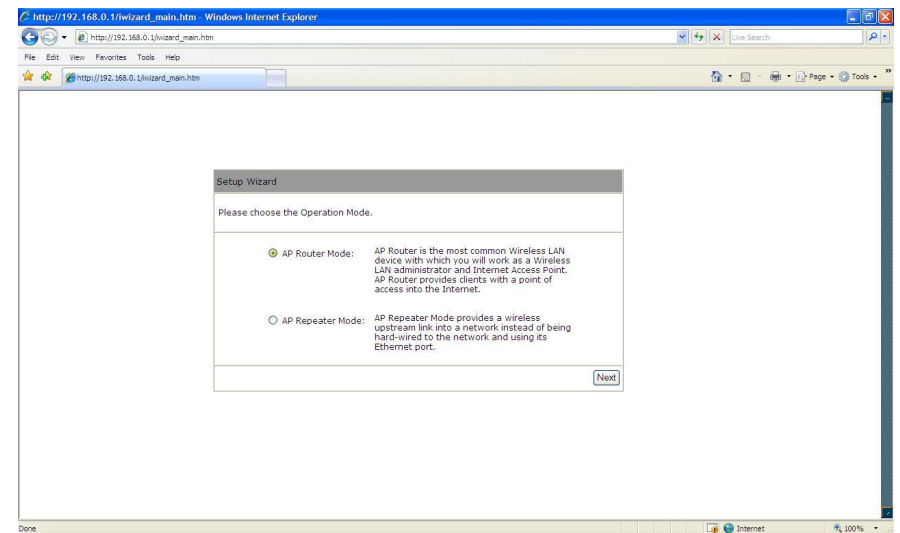 http://192.168.0.1/iwizard_main.htm - Windows Internet Explorer
http://192.168.0.1/iwizard_main.htm
Live Search
File Edit View Favorites Tools Help
http://192.168.0.1/iwizard_main.htm
Page
Tools
Setup Wizard
Please choose the Operation Mode.
AP Router Mode:
AP Router is the most common Wireless LAN
device with which you will work as a Wireless
LAN administrator and Internet Access Point.
AP Router provides clients with a point of
access into the Internet.
AP Repeater Mode:
AP Repeater Mode provides a wireless
upstream link into a network instead of being
hard-wired to the network and using its
Ethernet port.
Next
Done
Internet
100%